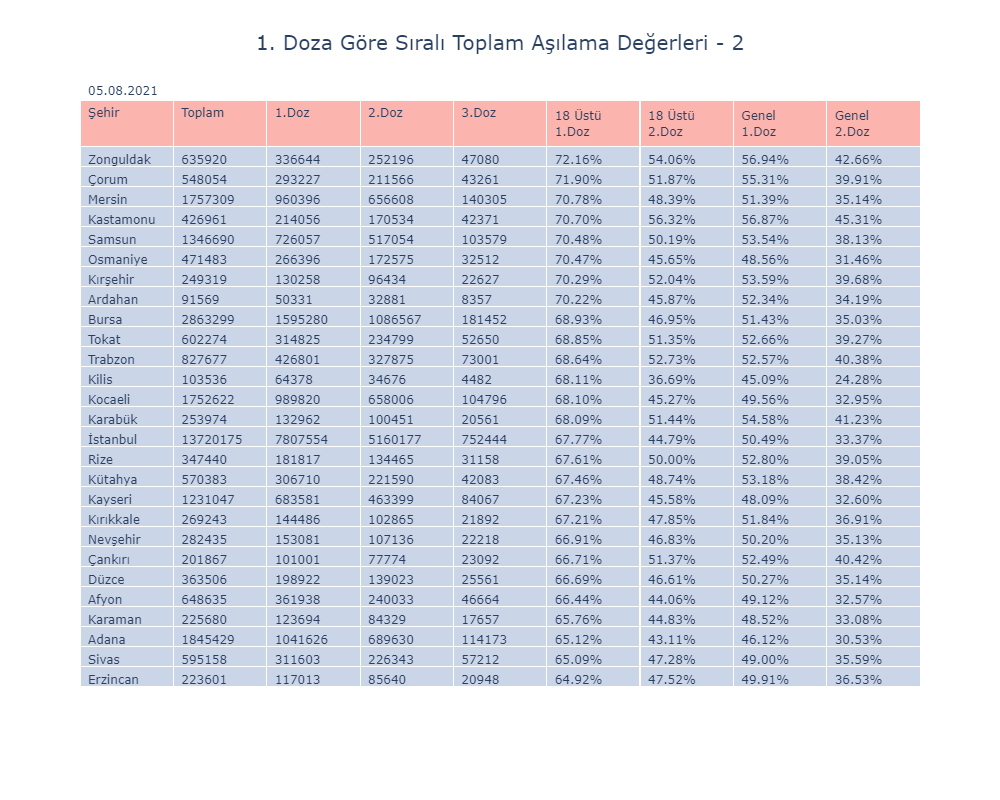 1. Doza Göre Sıralı Toplam Aşılama Değerleri - 2
05.08.2021
Şehir Toplam 1.Doz 2.Doz 3.Doz 18 Üstü 1.Doz 18 Üstü 2.Doz Genel 1.Doz Genel 2.Doz
Zonguldak 635920 336644 252196 47080 72.16% 54.06% 56.94% 42.66%
Çorum 548054 293227 211566 43261 71.90% 51.87% 55.31% 39.91%
Mersin 1757309 960396 656608 140305 70.78% 48.39% 51.39% 35.14%
Kastamonu 426961 214056 170534 42371 70.70% 56.32% 56.87% 45.31%
Samsun 1346690 726057 517054 103579 70.48% 50.19% 53.54% 38.13%
Osmaniye 471483 266396 172575 32512 70.47% 45.65% 48.56% 31.46%
Kırşehir 249319 130258 96434 22627 70.29% 52.04% 53.59% 39.68%
Ardahan 91569 50331 32881 8357 70.22% 45.87% 52.34% 34.19%
Bursa 2863299 1595280 1086567 181452 68.93% 46.95% 51.43% 35.03%
Tokat 602274 314825 234799 52650 68.85% 51.35% 52.66% 39.27%
Trabzon 827677 426801 327875 73001 68.64% 52.73% 52.57% 40.38%
Kilis 103536 64378 34676 4482 68.11% 36.69% 45.09% 24.28%
Kocaeli 1752622 989820 658006 104796 68.10% 45.27% 49.56% 32.95%
Karabük 253974 132962 100451 20561 68.09% 51.44% 54.58% 41.23%
İstanbul 13720175 7807554 5160177 752444 67.77% 44.79% 50.49% 33.37%
Rize 347440 181817 134465 31158 67.61% 50.00% 52.80% 39.05%
Kütahya 570383 306710 221590 42083 67.46% 48.74% 53.18% 38.42%
Kayseri 1231047 683581 463399 84067 67.23% 45.58% 48.09% 32.60%
Kırıkkale 269243 144486 102865 21892 67.21% 47.85% 51.84% 36.91%
Nevşehir 282435 153081 107136 22218 66.91% 46.83% 50.20% 35.13%
Çankırı 201867 101001 77774 23092 66.71% 51.37% 52.49% 40.42%
Düzce 363506 198922 139023 25561 66.69% 46.61% 50.27% 35.14%
Afyon 648635 361938 240033 46664 66.44% 44.06% 49.12% 32.57%
Karaman 225680 123694 84329 17657 65.76% 44.83% 48.52% 33.08%
Adana 1845429 1041626 689630 114173 65.12% 43.11% 46.12% 30.53%
Sivas 595158 311603 226343 57212 65.09% 47.28% 49.00% 35.59%
Erzincan 223601 117013 85640 20948 64.92% 47.52% 49.91% 36.53%